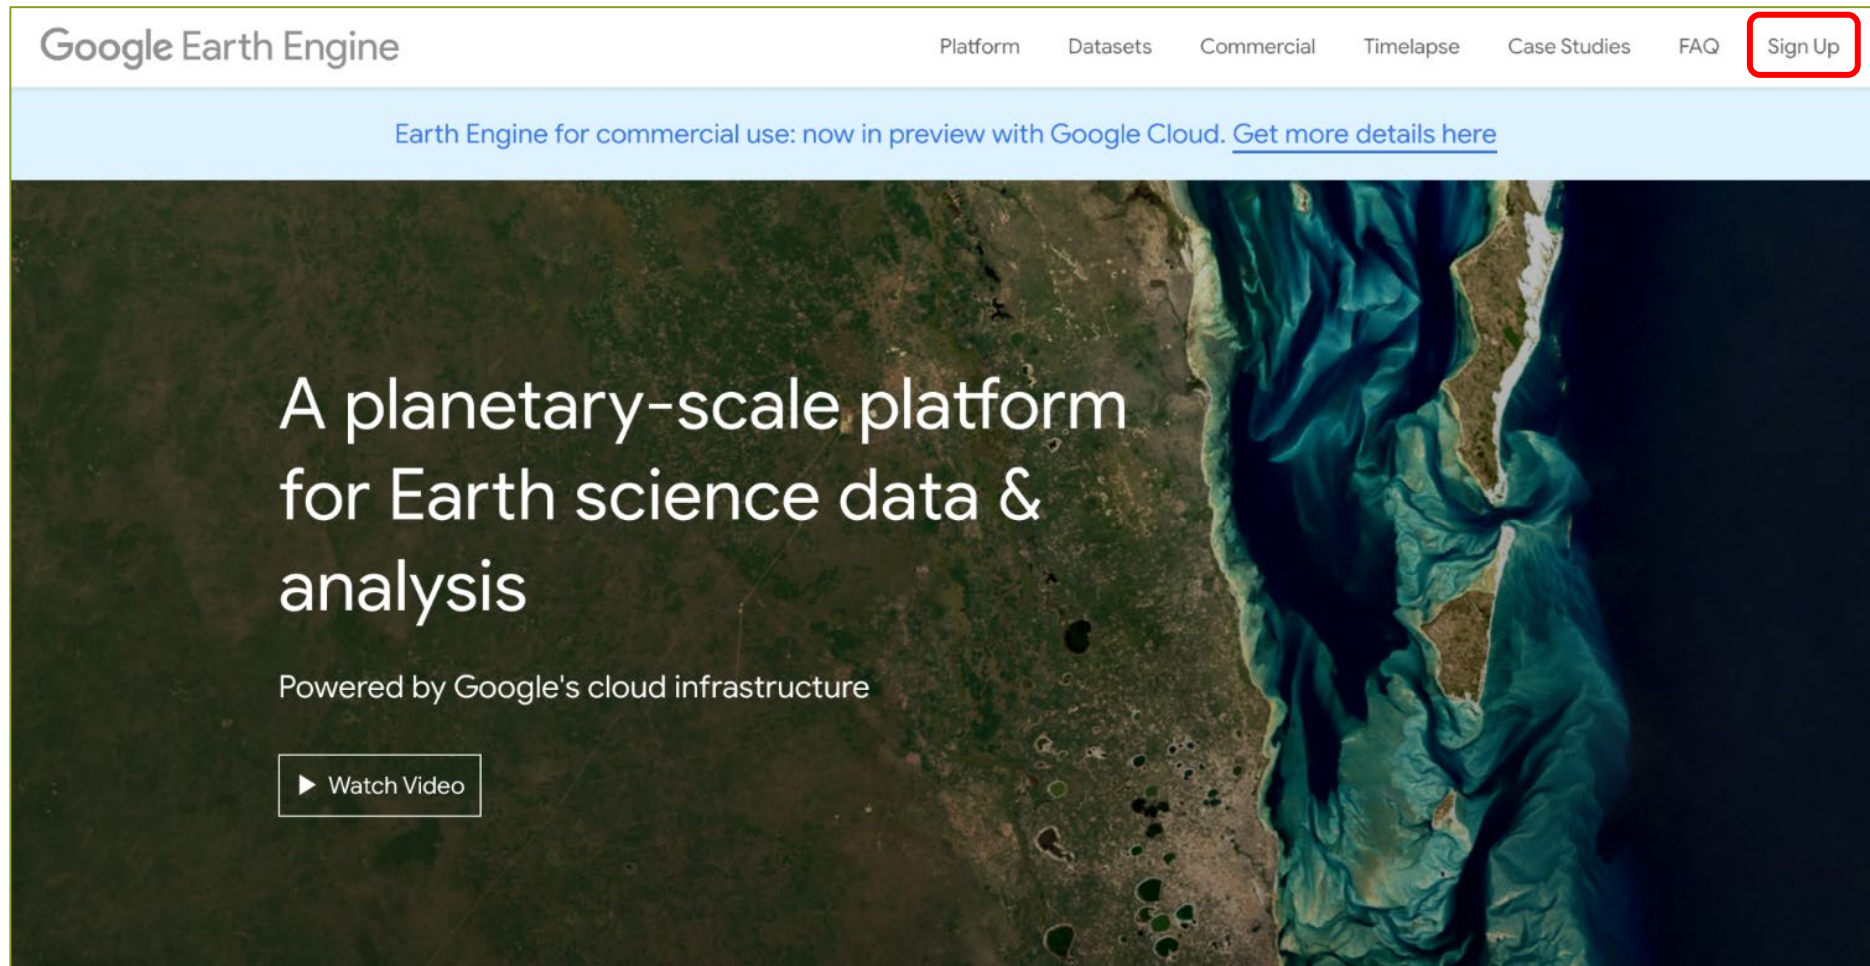 Google Earth Engine
Platform Datasets Commercial Timelapse Case Studies FAQ Sign Up
Earth Engine for commercial use: now in preview with Google Cloud. Get more details here
A planetary-scale platform
for Earth science data &
analysis
Powered by Google's cloud infrastructure
Watch Video